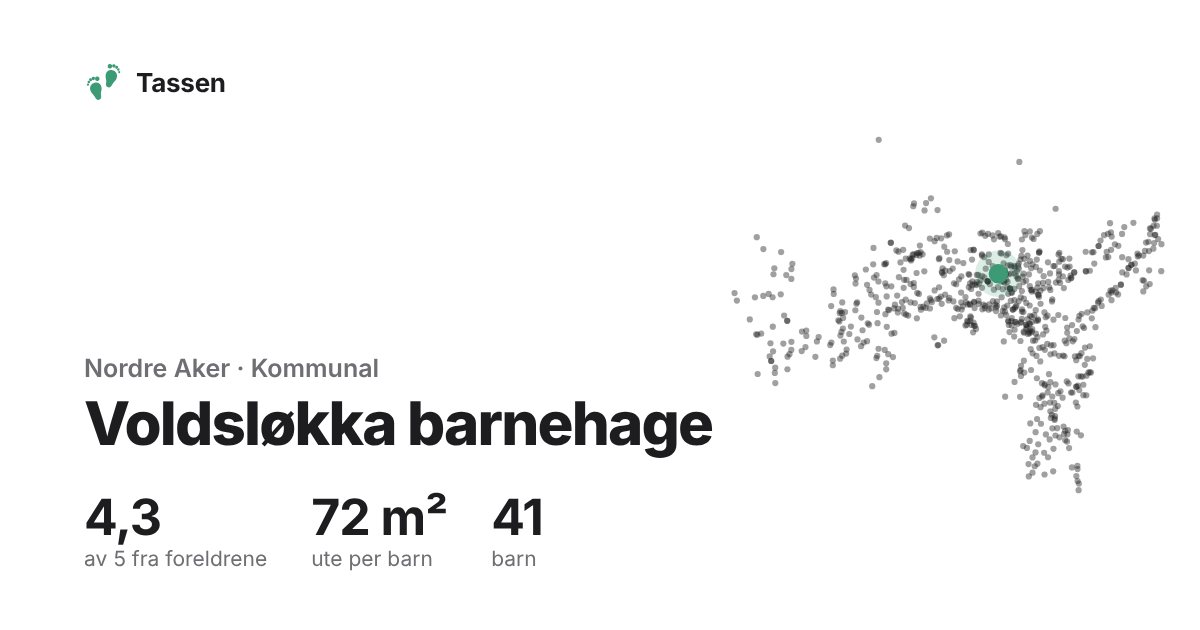 Tassen
Nordre Aker · Kommunal
Voldsløkka barnehage
4,3
av 5 fra foreldrene
72 m²
ute per barn
41
barn